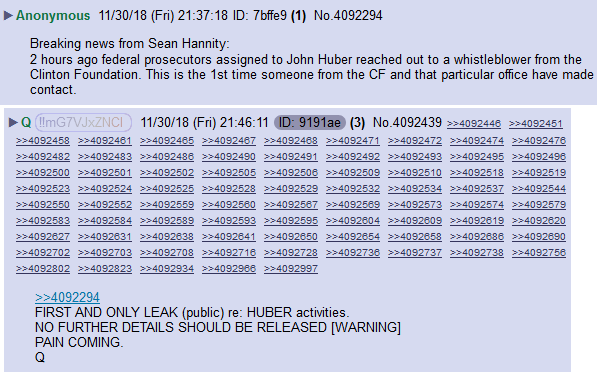 Anonymous 11/30/18 (Fri) 21:37:18 ID: 7bffe9 (1) No.4092294
Breaking news from Sean Hannity:
2 hours ago federal prosecutors assigned to John Huber reached out to a whistleblower from the
Clinton Foundation. This is the 1st time someone from the CF and that particular office have made
contact.
Q !!mG7VJxZNCI 11/30/18 (Fri) 21:46:11 ID: 9191ae (3) No.4092439 >>4092446 >>4092451
>>4092458 >>4092461 >>4092465 >>4092467 >>4092468 >>4092471 >>4092472 >>4092474 >>4092476
>>4092482 >>4092483 >>4092486 >>4092490 >>4092491 >>4092492 >>4092493 >>4092495 >>4092496
>>4092500 >>4092501 >>4092502 >>4092505 >>4092506 >>4092509 >>4092510 >>4092518 >>4092519
>>4092523 >>4092524 >>4092525 >>4092528 >>4092529 >>4092532 >>4092534 >>4092537 >>4092544
>>4092550 >>4092552 >>4092559 >>4092560 >>4092567 >>4092569 >>4092573 >>4092574 >>4092579
>>4092583 >>4092584 >>4092589 >>4092593 >>4092595 >>4092604 >>4092609 >>4092619 >>4092620
>>4092627 >>4092631 >>4092638 >>4092641 >>4092650 >>4092654 >>4092658 >>4092686 >>4092690
>>4092702 >>4092703 >>4092708 >>4092716 >>4092728 >>4092736 >>4092737 >>4092738 >>4092756
>>4092802 >>4092823 >>4092934 >>4092966 >>4092997
>>4092294
FIRST AND ONLY LEAK (public) re: HUBER activities.
NO FURTHER DETAILS SHOULD BE RELEASED [WARNING]
PAIN COMING.
Q